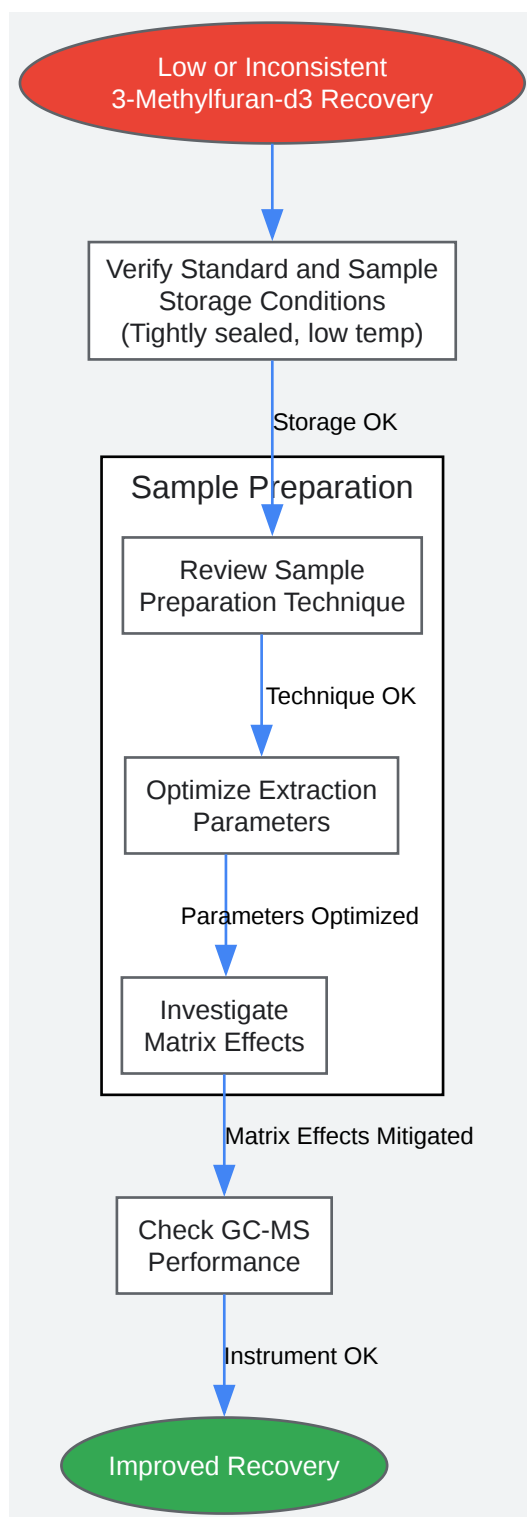 Low or Inconsistent
3-Methylfuran-d3 Recovery
Verify Standard and Sample
Storage Conditions
(Tightly sealed, low temp)
Storage OK
Sample Preparation
Review Sample
Preparation Technique
Technique OK
Optimize Extraction
Parameters
Parameters Optimized
Investigate
Matrix Effects
Matrix Effects Mitigated
Check GC-MS
Performance
Instrument OK
Improved Recovery